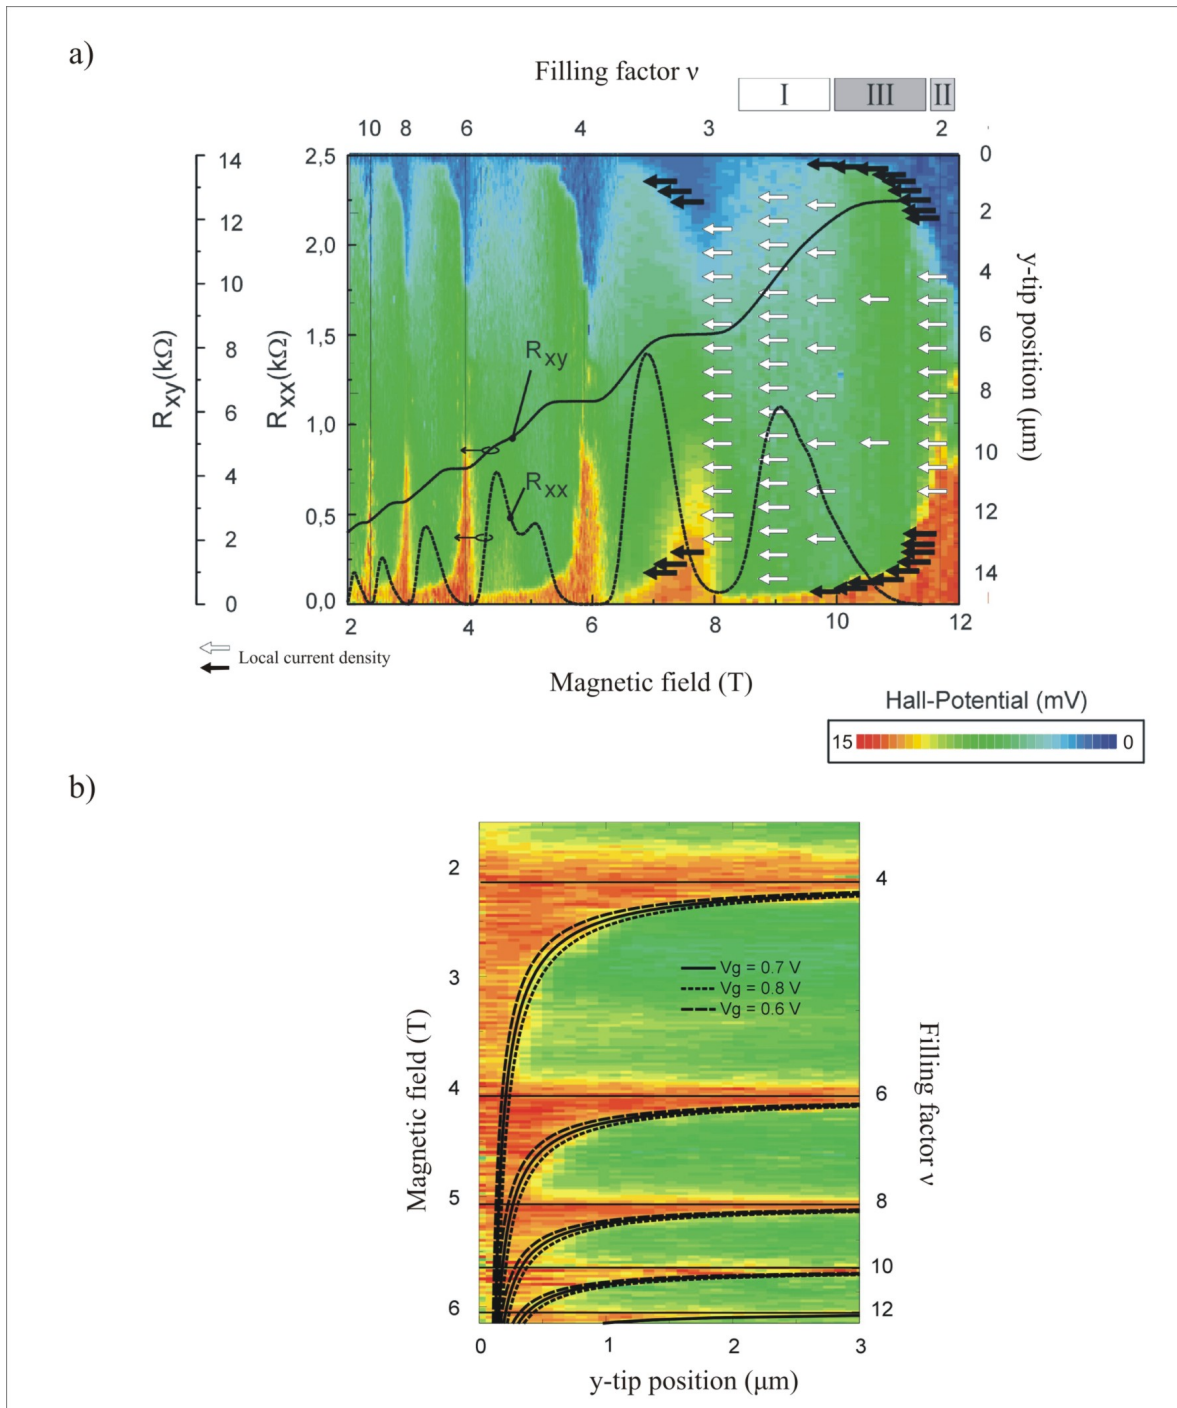 a)
Filling factor ν
I III II
10 8 6 4 3 2
14 2,5 0
12 2
2,0
10 4
8 1,5 6
Rxy
6 1,0 8
Rxy(kΩ) Rxx(kΩ) y-tip position (μm)
10
4
Rxx
0,5 12
2
14
0 0,0
2 4 6 8 10 12
Local current density
Magnetic field (T)
Hall-Potential (mV)
15 0
b)
2 4
Vg = 0.7 V
3
Vg = 0.8 V
Vg = 0.6 V
Magnetic field (T) Filling factor ν
4 6
5 8
10
6 12
0 1 2 3
y-tip position (μm)